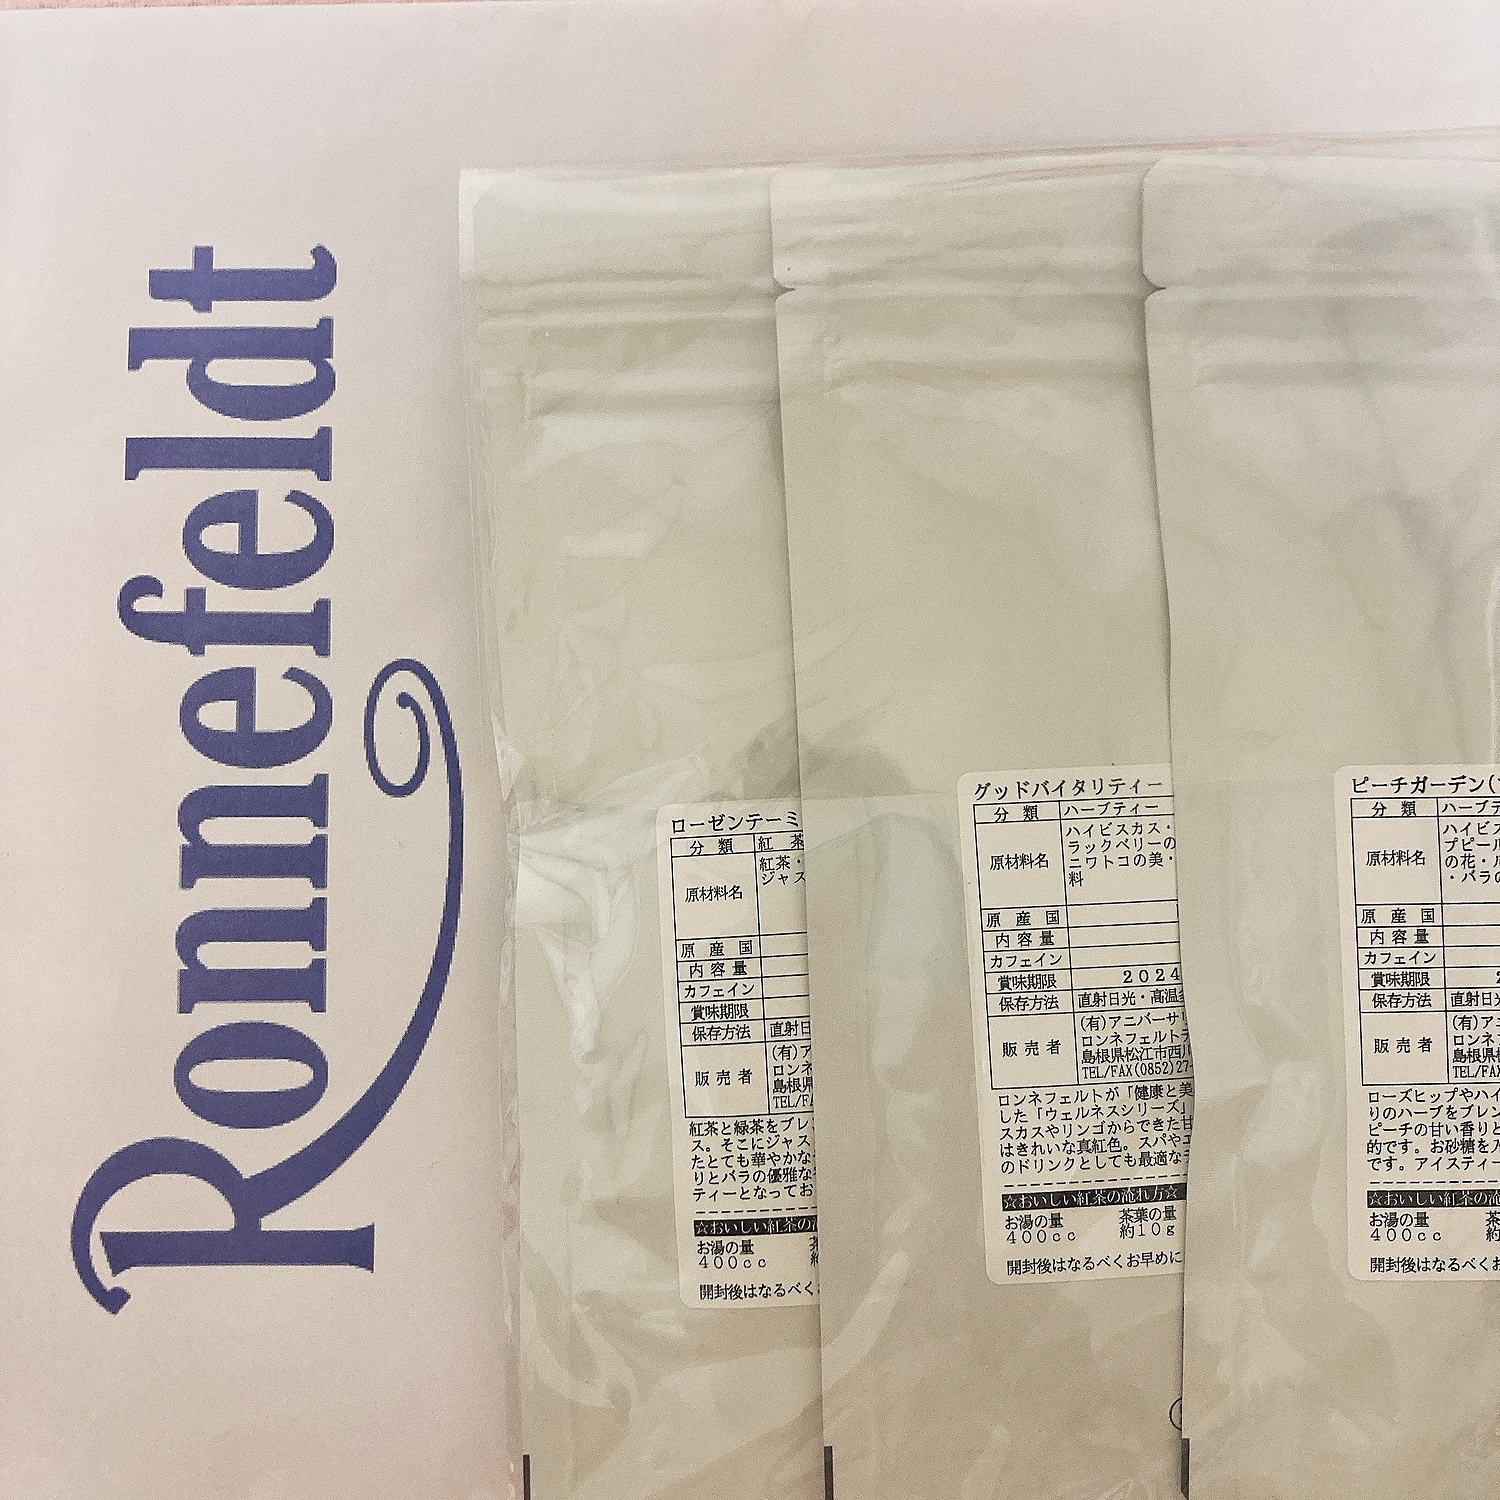 Ronnefeldt
ローゼンテーミ
分 類 紅 茶
原材料名 紅茶・
ジャス
原 産 国
内 容 量
カフェイン
賞味期限
保存方法 直射日
販 売 者 (有)ア
ロンネ
島根県
TEL/FA
紅茶と緑茶をブレ
ス。そこにジャス
たとても華やかな
りとバラの優雅な
ティーとなってお
☆おいしい紅茶の
お湯の量
400cc
開封後はなるべく
グッドバイタリティー
分 類 ハーブティー
原材料名 ハイビスカス・
ラックベリーの
ニワトコの実・
料
原 産 国
内 容 量
カフェイン
賞味期限 2024
保存方法 直射日光・高温
販 売 者 (有)アニバーサリ
ロンネフェルトテ
島根県松江市西川
TEL/FAX(0852)27-
ロンネフェルトが「健康と美
した「ウェルネスシリーズ」
スカスやリンゴからできた甘
はきれいな真紅色。スパやエ
のドリンクとしても最適な
☆おいしい紅茶の淹れ方☆
お湯の量 茶葉の量
400cc 約10g
開封後はなるべくお早めに
ピーチガーデン(
分 類 ハーブテ
原材料名 ハイビス
プピール
の花・
・バラの
原 産 国
内 容 量
カフェイン
賞味期限
保存方法 直射日光
販 売 者 (有)アニ
ロンネフ
島根県松
TEL/FAX
ローズヒップやハイ
りのハーブをブレン
ピーチの甘い香りと
的です。お砂糖を入
です。アイスティー
☆おいしい紅茶の淹
お湯の量 茶
400cc 約
開封後はなるべくお